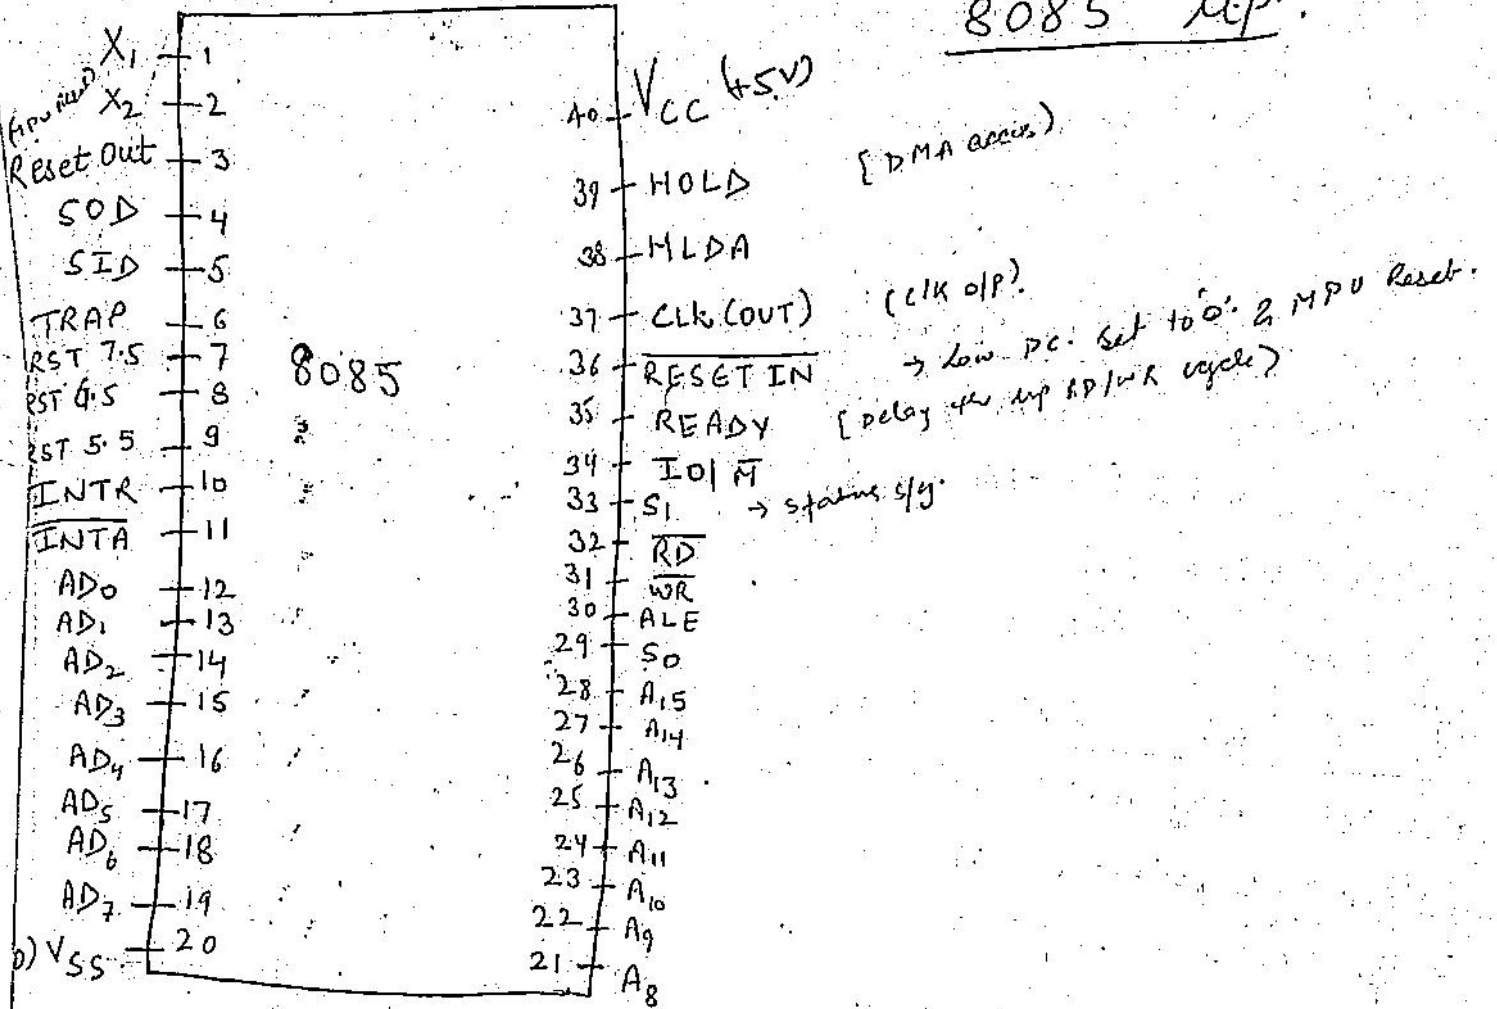 8085 μp.
X1 1
(MPU reset) X2 2
Reset Out 3
SOD 4
SID 5
TRAP 6
RST 7.5 7
RST 6.5 8
RST 5.5 9
INTR 10
I̅N̅T̅A̅ 11
AD0 12
AD1 13
AD2 14
AD3 15
AD4 16
AD5 17
AD6 18
AD7 19
VSS 20
8085
40 VCC (+5V)
39 HOLD [DMA access)
38 HLDA
37 CLK (OUT) (CLK O/P).
36 R̅E̅S̅E̅T̅ ̅I̅N̅ → Low PC. Set to '0'. & MPU Reset.
35 READY [Delay the μp RD/WR cycle)
34 IO/M̅
33 S1 → status sig.
32 R̅D̅
31 W̅R̅
30 ALE
29 S0
28 A15
27 A14
26 A13
25 A12
24 A11
23 A10
22 A9
21 A8